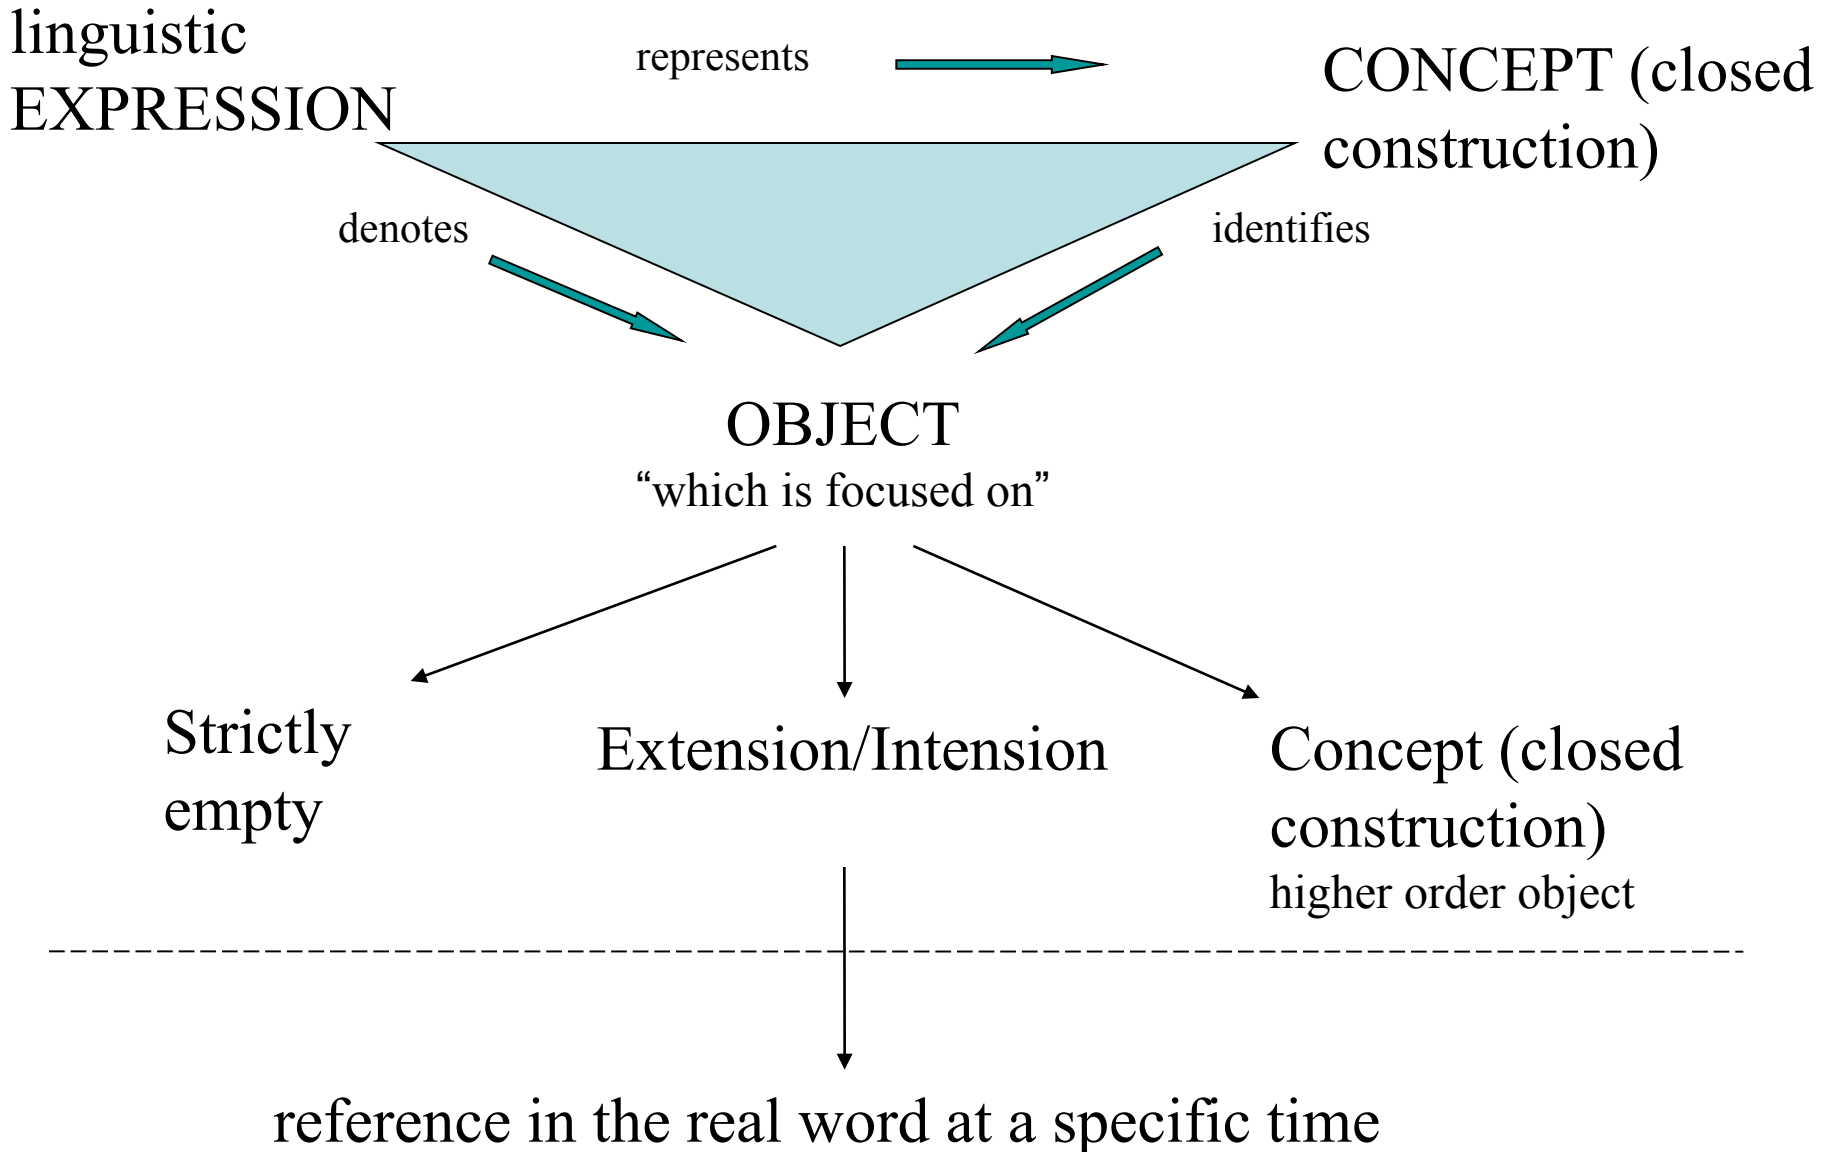 linguistic
EXPRESSION
represents
CONCEPT (closed
construction)
denotes
identifies
OBJECT
“which is focused on”
Strictly
empty
Extension/Intension
Concept (closed
construction)
higher order object
reference in the real word at a specific time